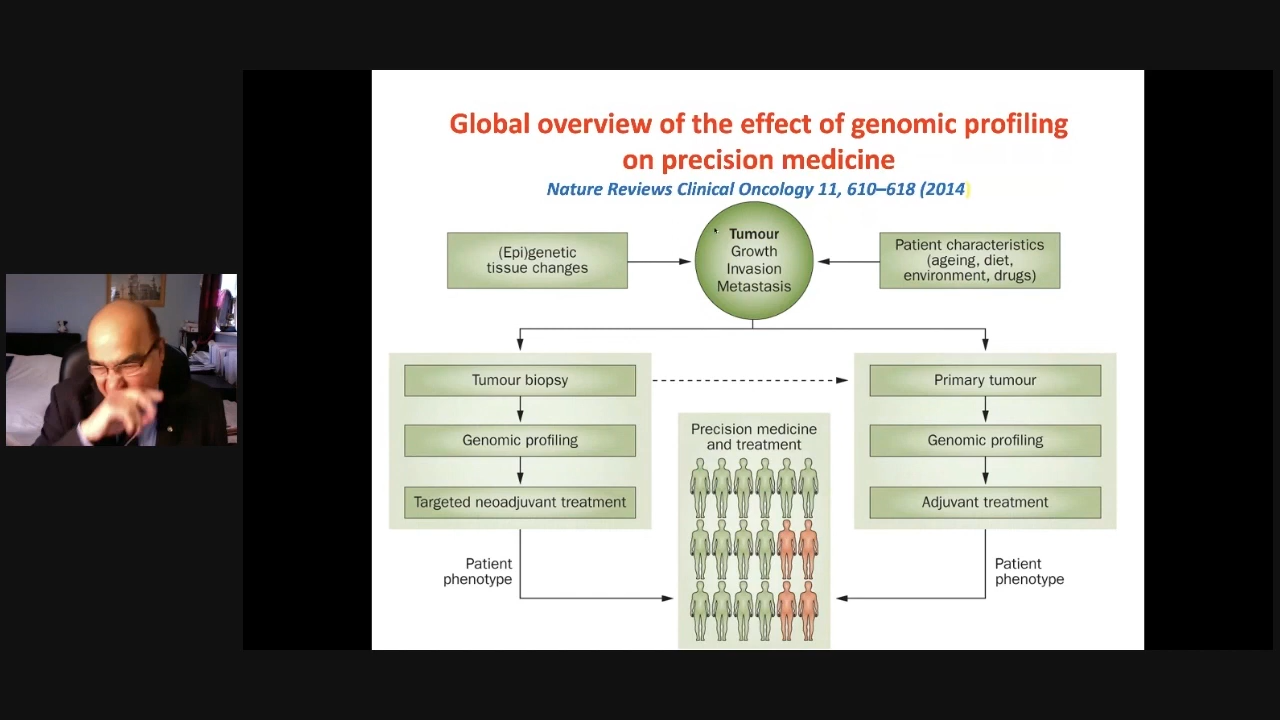 Global overview of the effect of genomic profiling
on precision medicine
Nature Reviews Clinical Oncology 11, 610–618 (2014)
(Epi)genetic
tissue changes
Tumour
Growth
Invasion
Metastasis
Patient characteristics
(ageing, diet,
environment, drugs)
Tumour biopsy
Genomic profiling
Targeted neoadjuvant treatment
Patient
phenotype
Precision medicine
and treatment
Primary tumour
Genomic profiling
Adjuvant treatment
Patient
phenotype